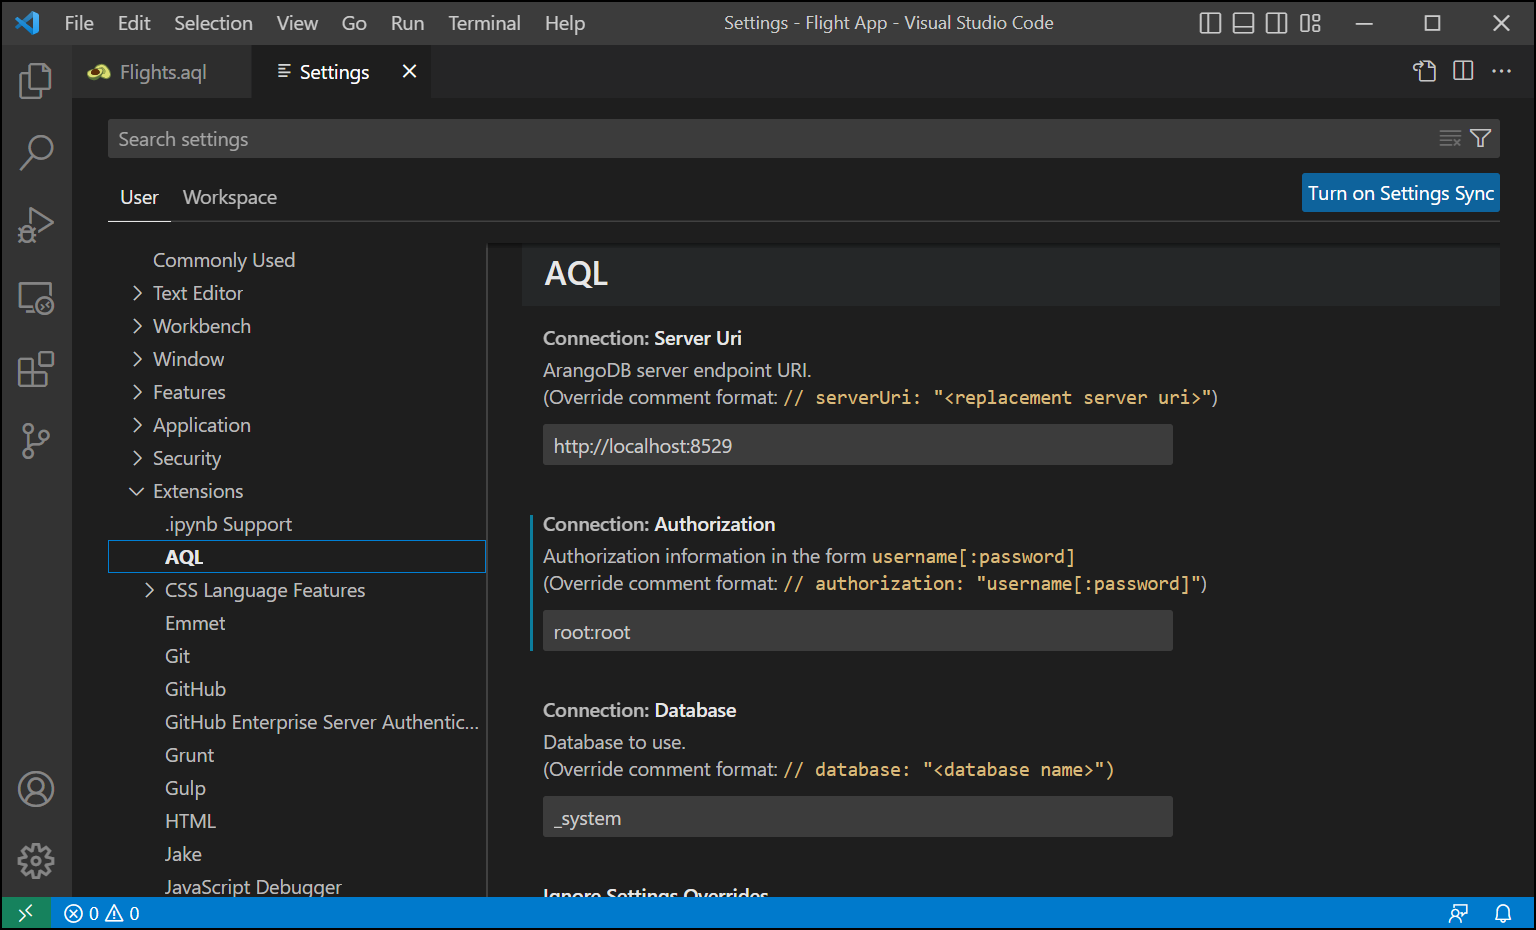 File Edit Selection View Go Run Terminal Help Settings - Flight App - Visual Studio Code
Flights.aql Settings
Search settings
User Workspace Turn on Settings Sync
Commonly Used
Text Editor
Workbench
Window
Features
Application
Security
Extensions
.ipynb Support
AQL
CSS Language Features
Emmet
Git
GitHub
GitHub Enterprise Server Authentic...
Grunt
Gulp
HTML
Jake
JavaScript Debugger
AQL
Connection: Server Uri
ArangoDB server endpoint URI.
(Override comment format: // serverUri: "<replacement server uri>")
http://localhost:8529
Connection: Authorization
Authorization information in the form username[:password]
(Override comment format: // authorization: "username[:password]")
root:root
Connection: Database
Database to use.
(Override comment format: // database: "<database name>")
_system
Ignore Settings Overrides
0 0